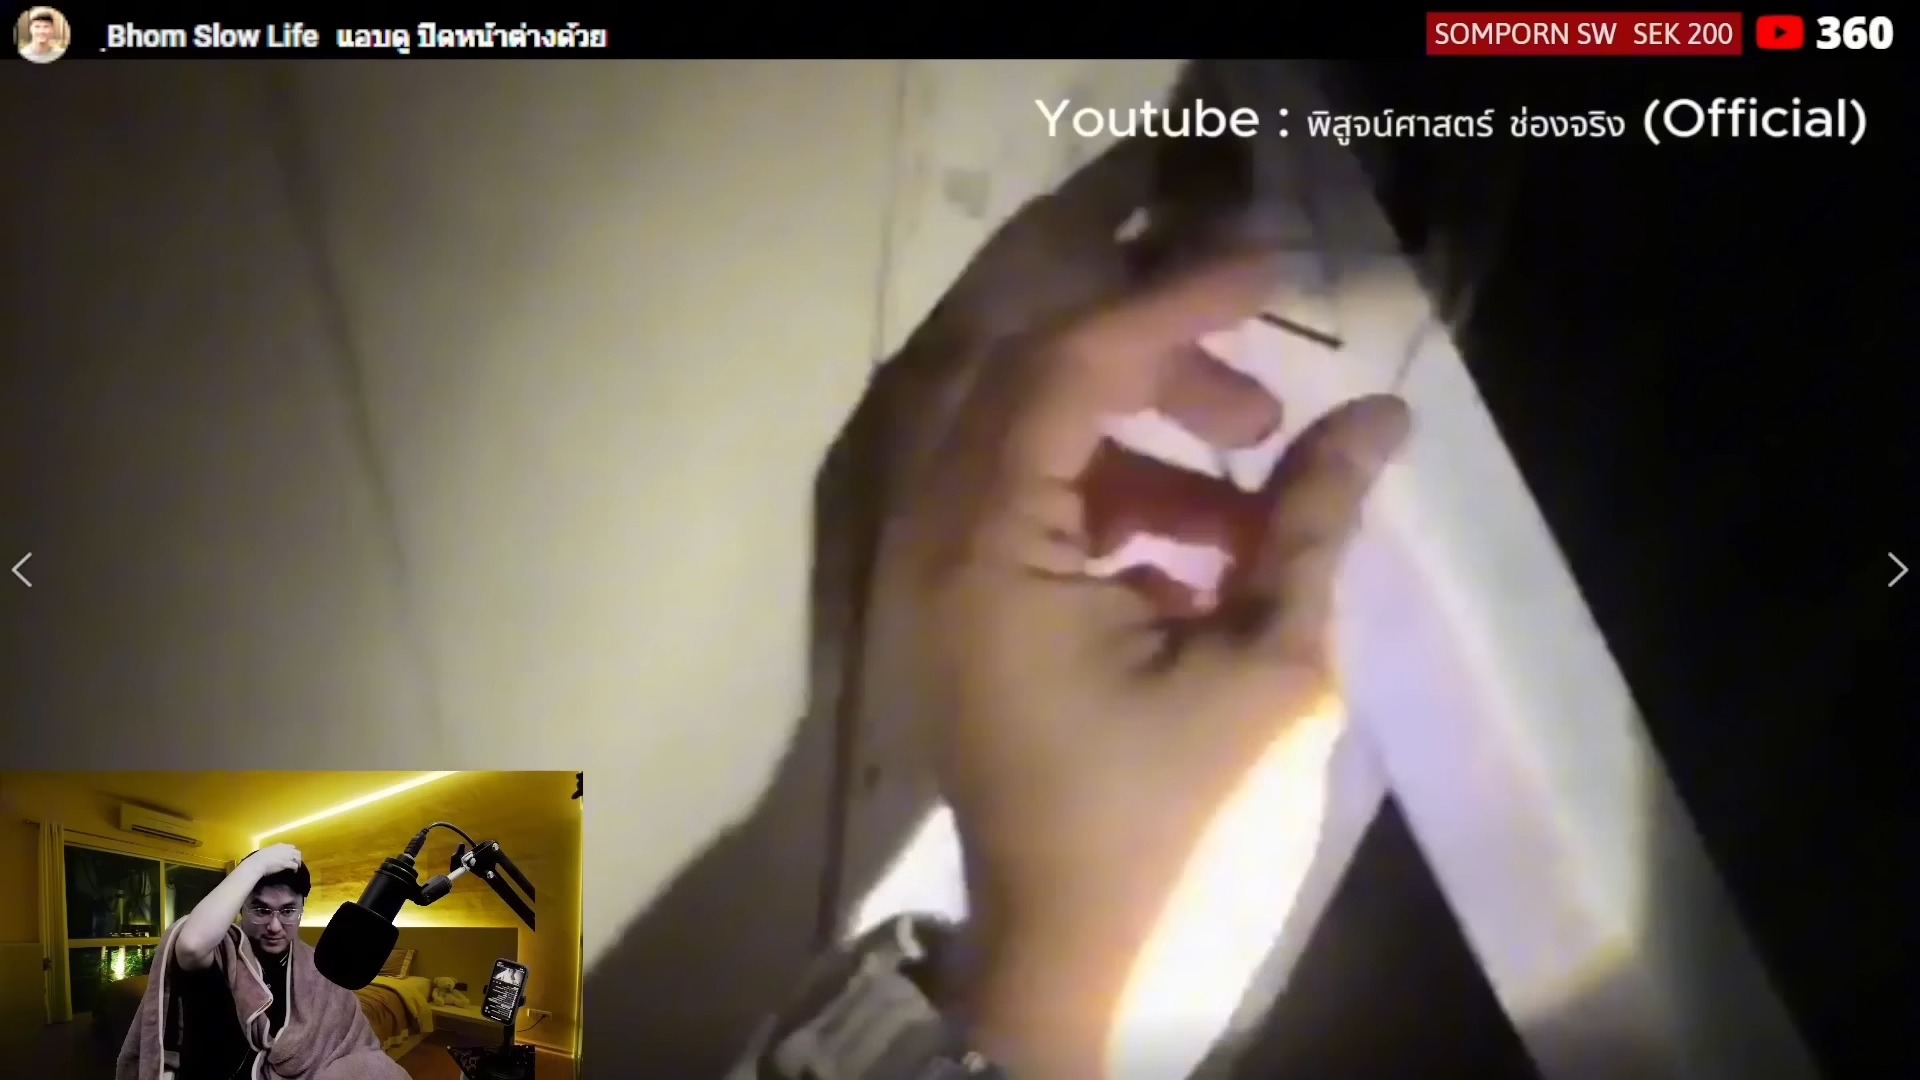 _Bhom Slow Life แอบดู ปิดหน้าต่างด้วย
SOMPORN SW SEK 200
360
Youtube : พิสูจน์ศาสตร์ ช่องจริง (Official)